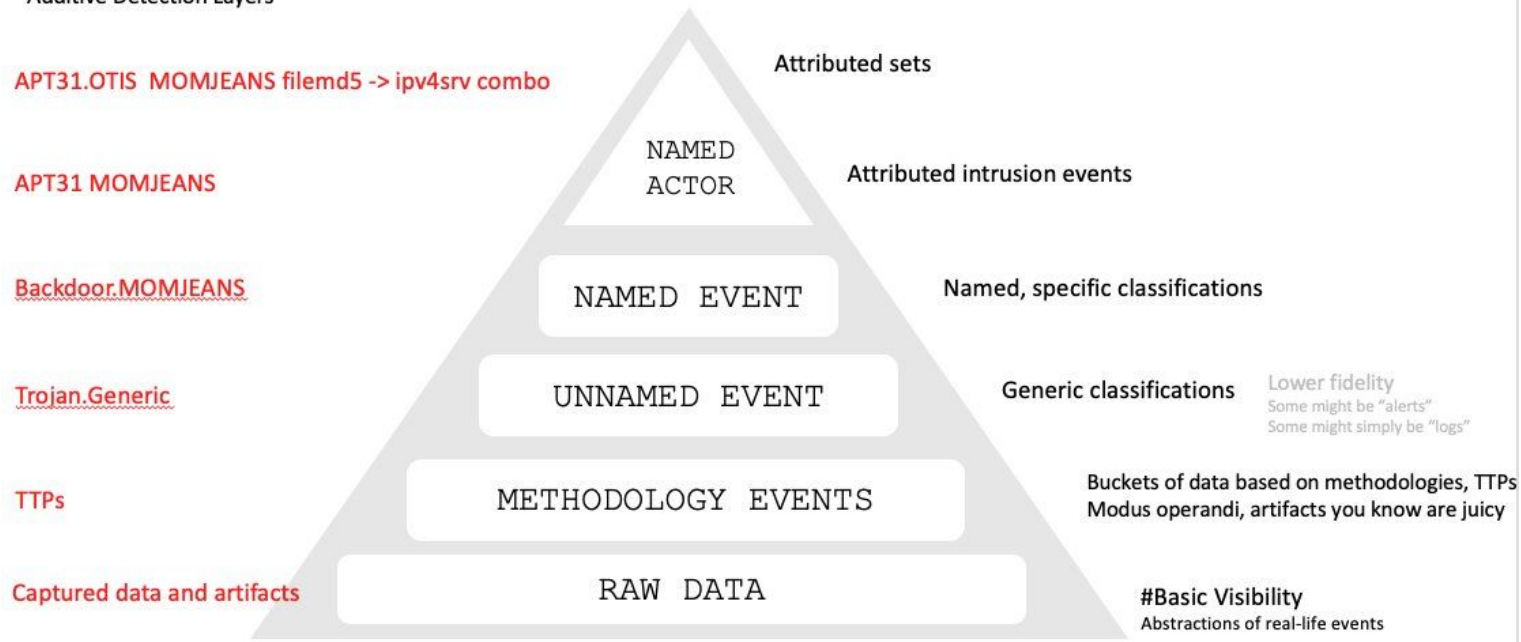 Additive Detection Layers
APT31.OTIS MOMJEANS filemd5 -> ipv4srv combo
Attributed sets
NAMED
ACTOR
APT31 MOMJEANS
Attributed intrusion events
Backdoor.MOMJEANS
NAMED EVENT
Named, specific classifications
Trojan.Generic
UNNAMED EVENT
Generic classifications
Lower fidelity
Some might be “alerts”
Some might simply be “logs”
TTPs
METHODOLOGY EVENTS
Buckets of data based on methodologies, TTPs
Modus operandi, artifacts you know are juicy
Captured data and artifacts
RAW DATA
#Basic Visibility
Abstractions of real-life events